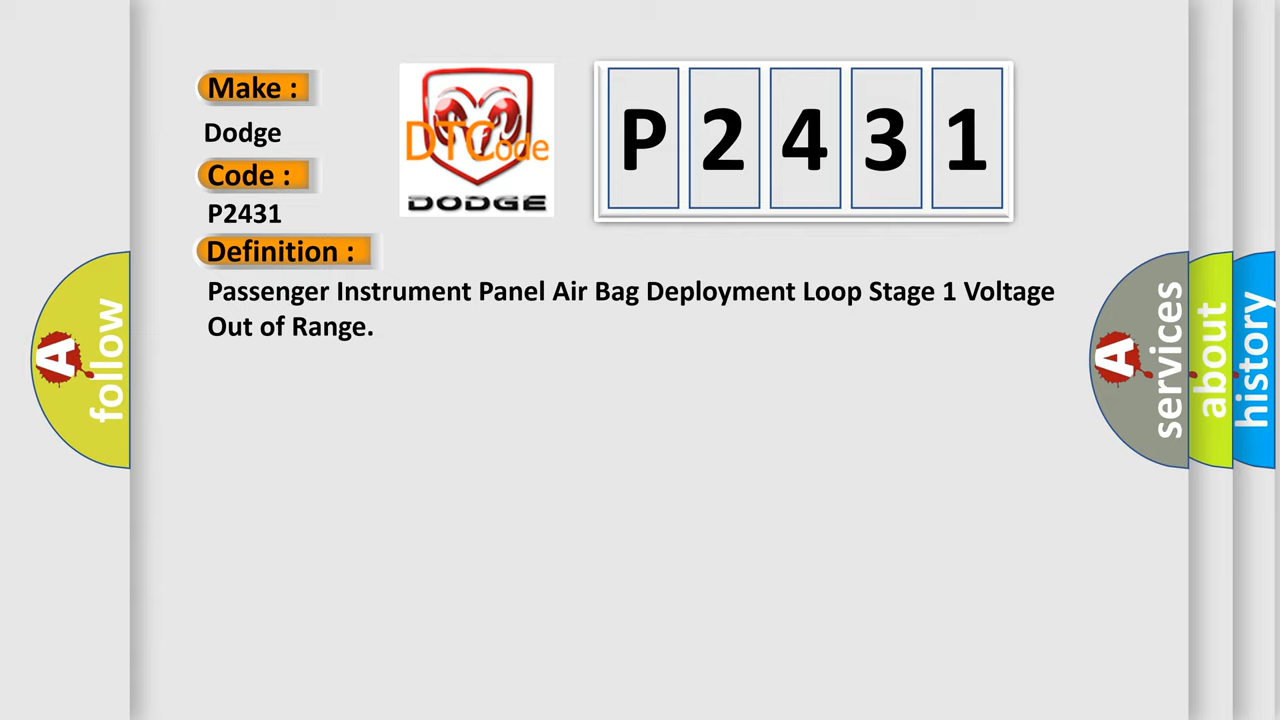 Make :
Dodge
Code :
P2431
Definition :
Passenger Instrument Panel Air Bag Deployment Loop Stage 1 Voltage
Out of Range.
DTCode
DODGE
P 2 4 3 1
A
follow
A
services
about
history